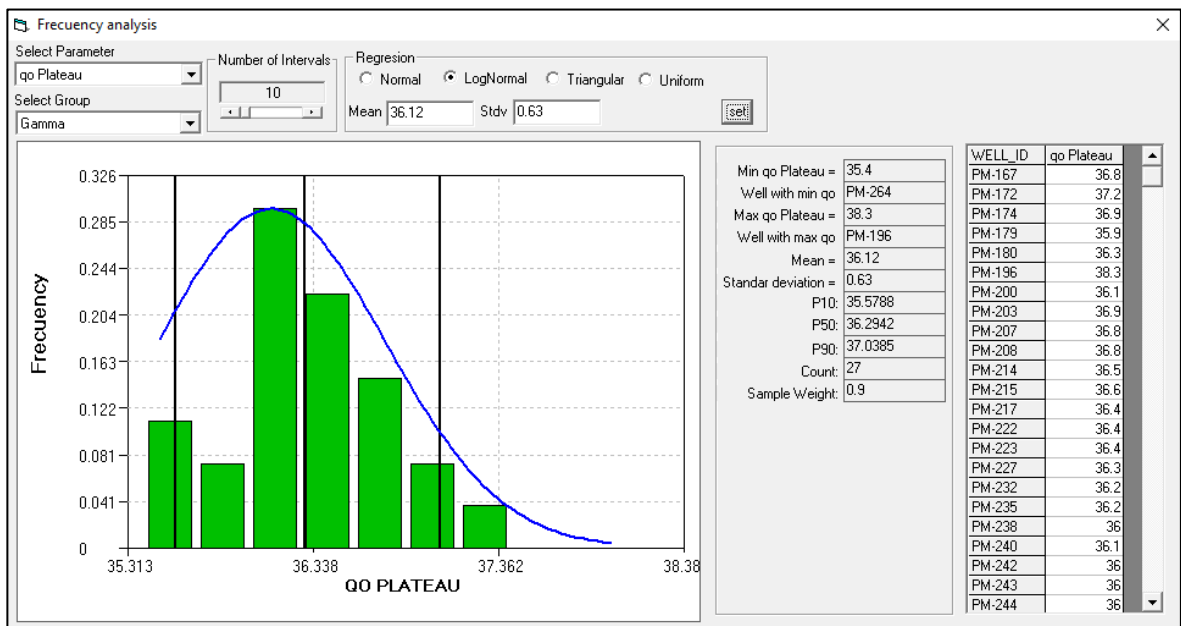 Frecuency analysis
Select Parameter
qo Plateau
Select Group
Gamma
Number of Intervals
10
Regresion
Normal LogNormal Triangular Uniform
Mean 36.12 Stdv 0.63 set
0.326
0.285
0.244
0.204
0.163
0.122
0.081
0.041
0
Frecuency
35.313 36.338 37.362 38.38
QO PLATEAU
Min qo Plateau = 35.4
Well with min qo PM-264
Max qo Plateau = 38.3
Well with max qo PM-196
Mean = 36.12
Standar deviation = 0.63
P10: 35.5788
P50: 36.2942
P90: 37.0385
Count: 27
Sample Weight: 0.9
WELL_ID qo Plateau
PM-167 36.8
PM-172 37.2
PM-174 36.9
PM-179 35.9
PM-180 36.3
PM-196 38.3
PM-200 36.1
PM-203 36.9
PM-207 36.8
PM-208 36.8
PM-214 36.5
PM-215 36.6
PM-217 36.4
PM-222 36.4
PM-223 36.4
PM-227 36.3
PM-232 36.2
PM-235 36.2
PM-238 36
PM-240 36.1
PM-242 36
PM-243 36
PM-244 36